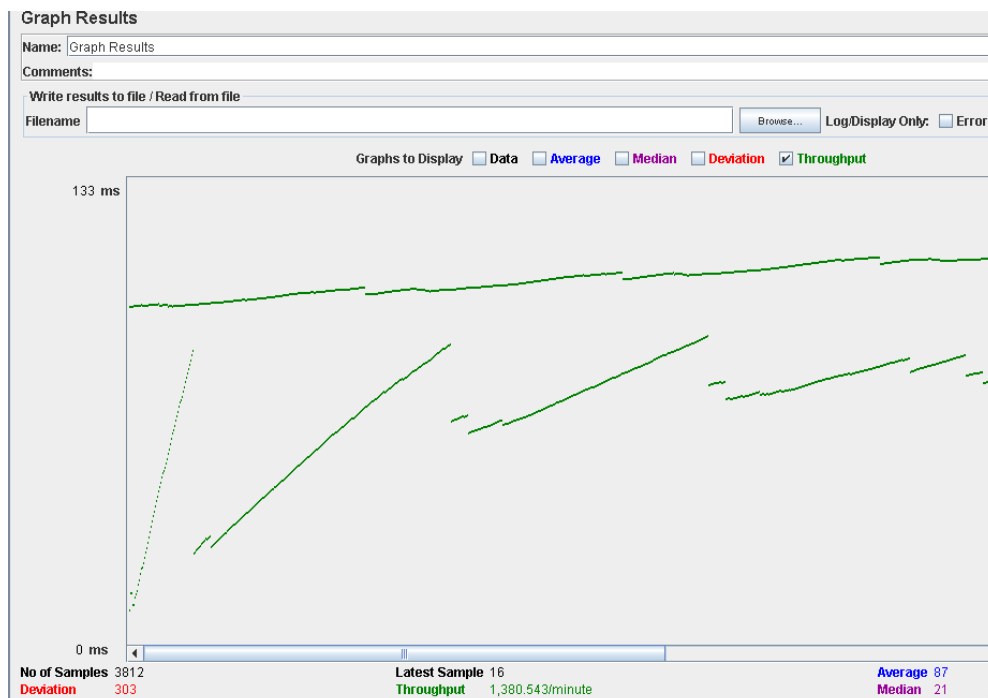 Graph Results
Name: Graph Results
Comments:
Write results to file / Read from file
Filename Browse... Log/Display Only: Error
Graphs to Display Data Average Median Deviation Throughput
133 ms
0 ms
No of Samples 3812 Latest Sample 16 Average 87
Deviation 303 Throughput 1,380.543/minute Median 21